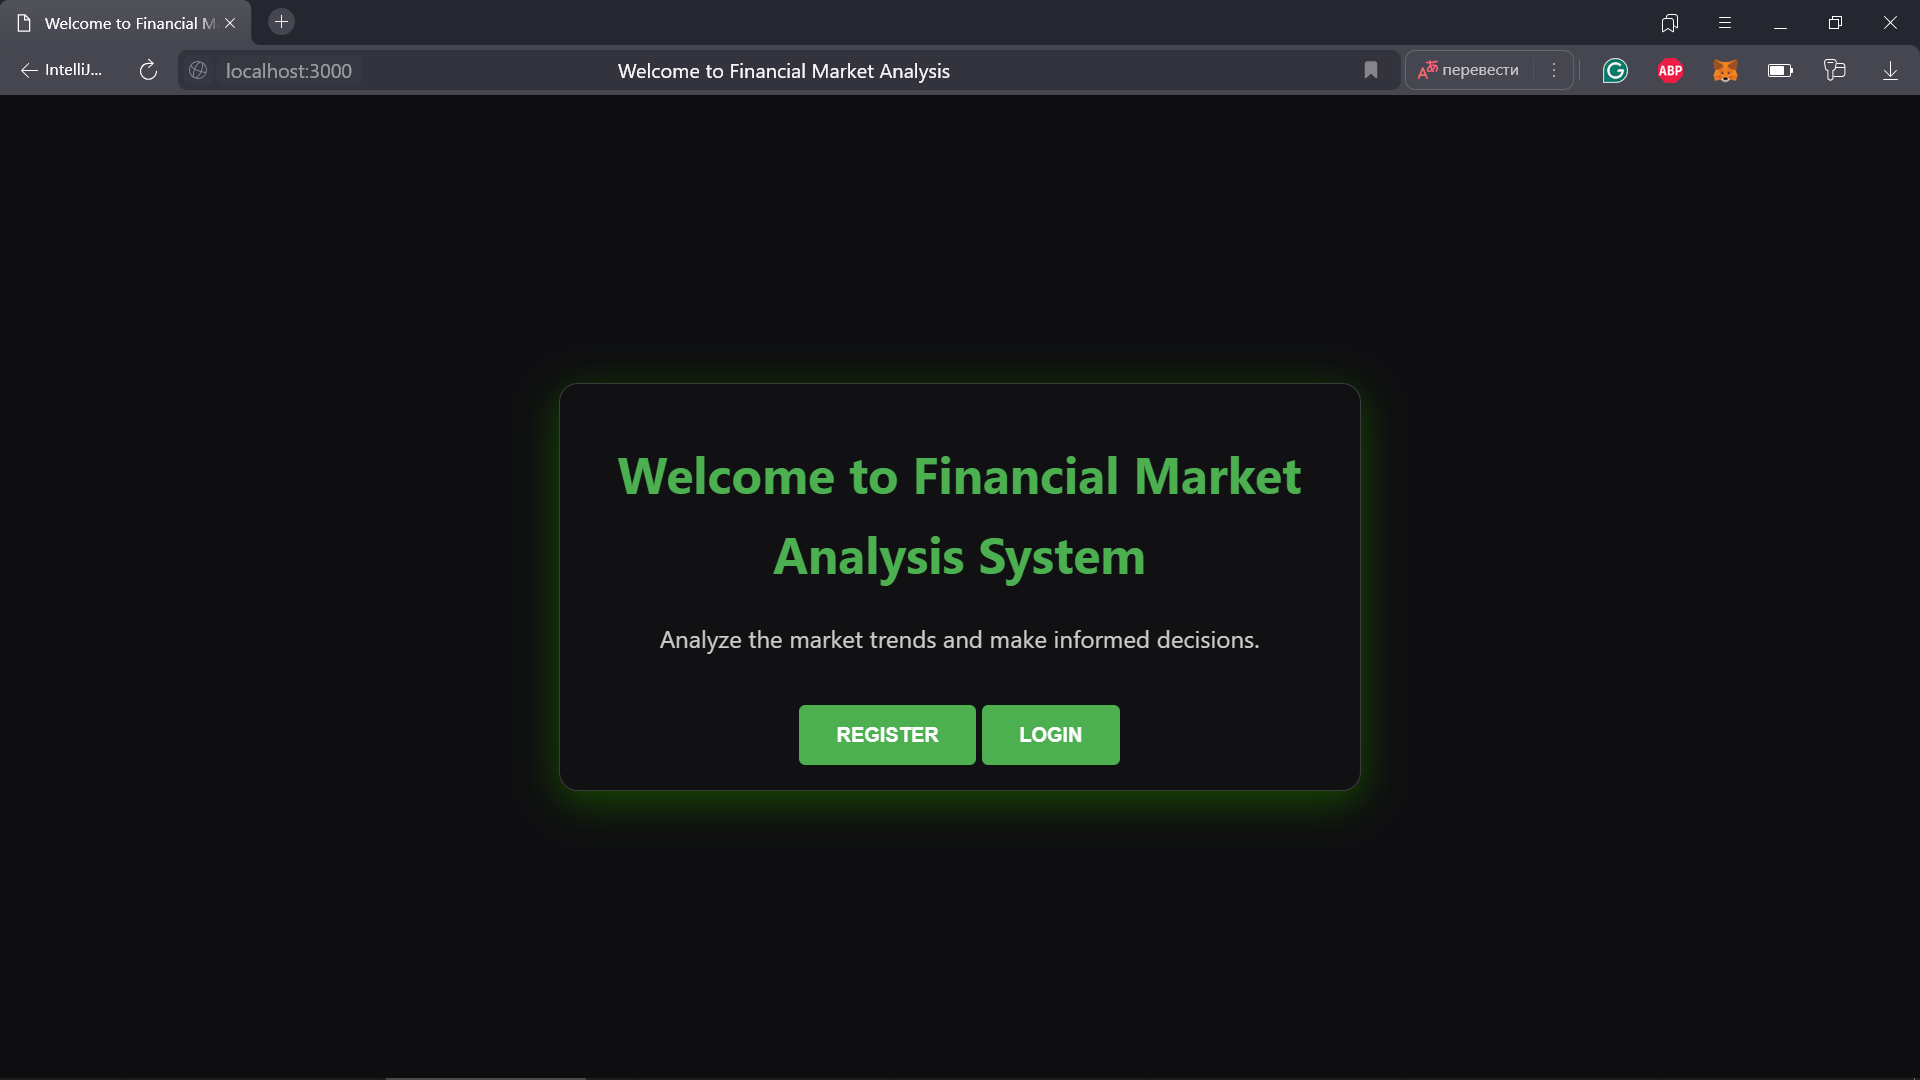 Welcome to Financial M
IntelliJ...
localhost:3000
Welcome to Financial Market Analysis
перевести
ABP
Welcome to Financial Market
Analysis System
Analyze the market trends and make informed decisions.
REGISTER
LOGIN